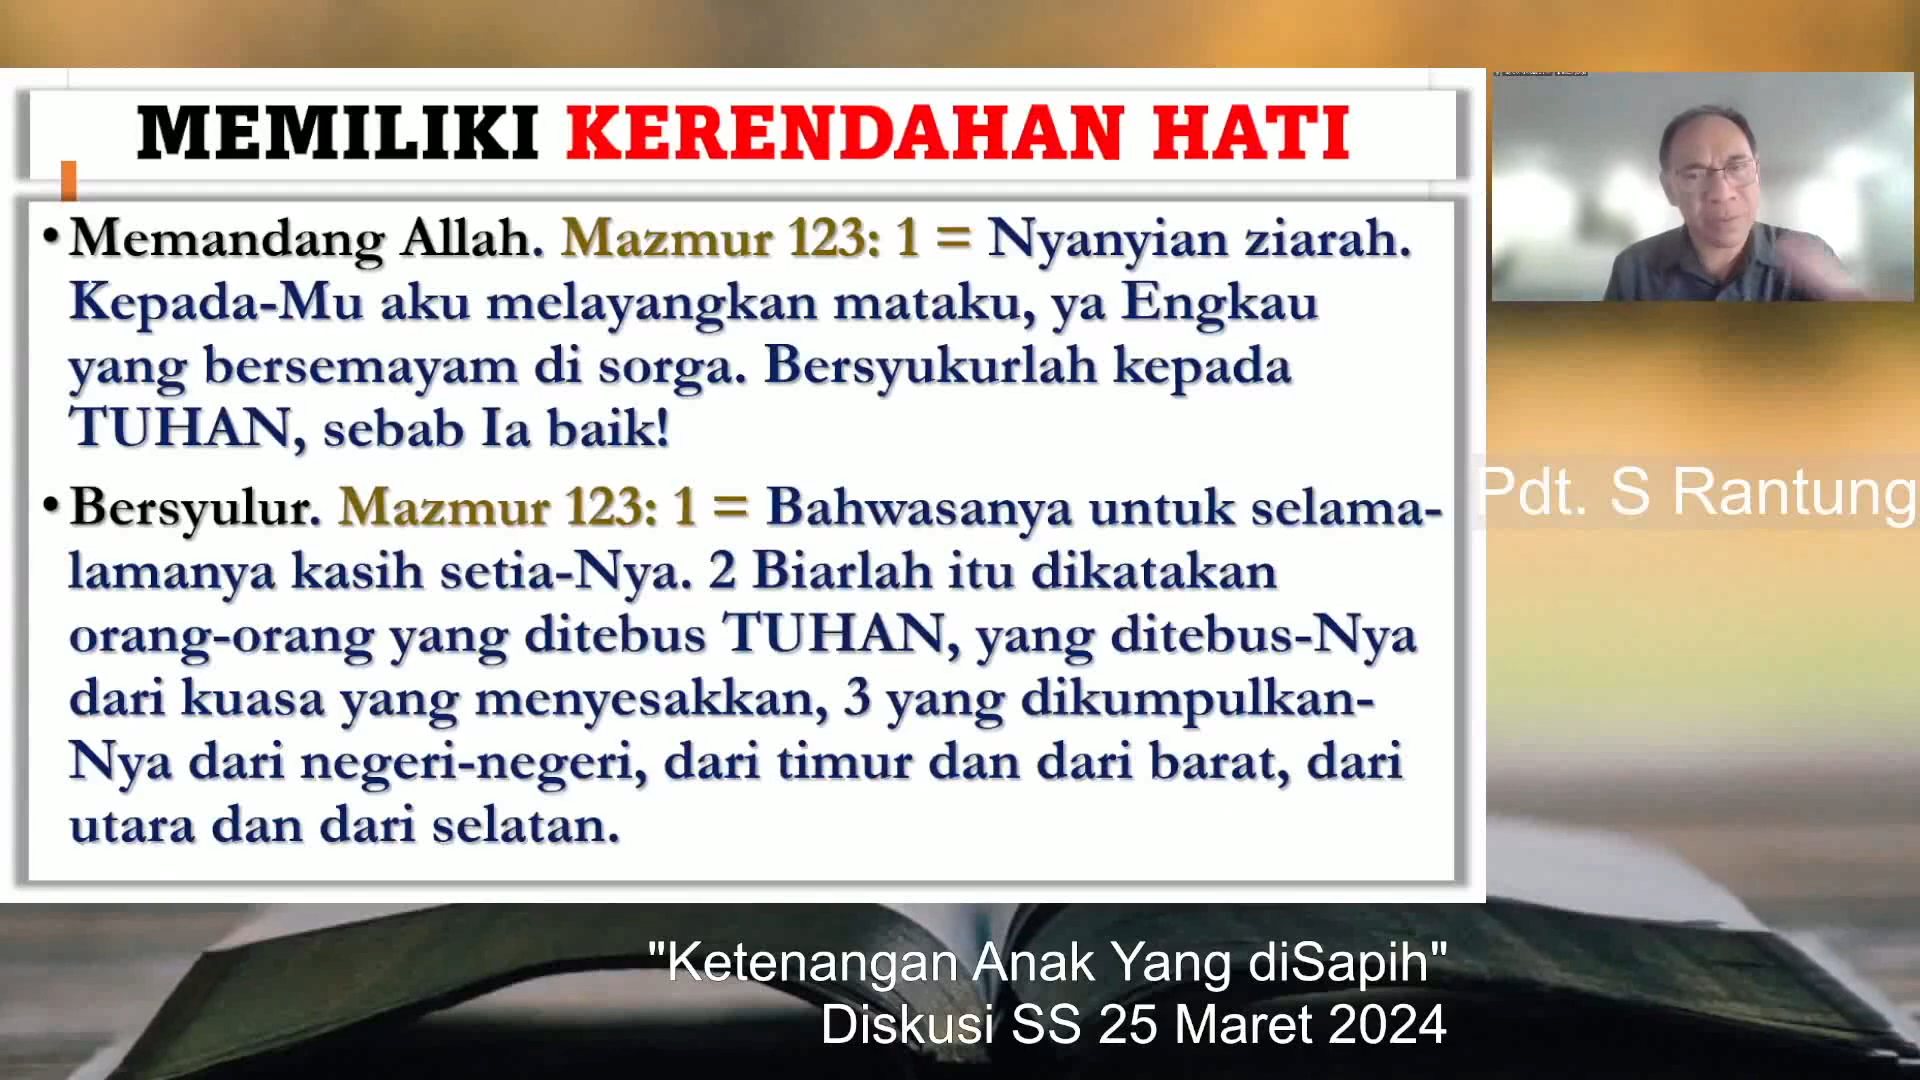 MEMILIKI KERENDAHAN HATI
•Memandang Allah. Mazmur 123: 1 = Nyanyian ziarah.
Kepada-Mu aku melayangkan mataku, ya Engkau
yang bersemayam di sorga. Bersyukurlah kepada
TUHAN, sebab Ia baik!
•Bersyulur. Mazmur 123: 1 = Bahwasanya untuk selama-
lamanya kasih setia-Nya. 2 Biarlah itu dikatakan
orang-orang yang ditebus TUHAN, yang ditebus-Nya
dari kuasa yang menyesakkan, 3 yang dikumpulkan-
Nya dari negeri-negeri, dari timur dan dari barat, dari
utara dan dari selatan.
Pdt. S Rantung
"Ketenangan Anak Yang diSapih"
Diskusi SS 25 Maret 2024